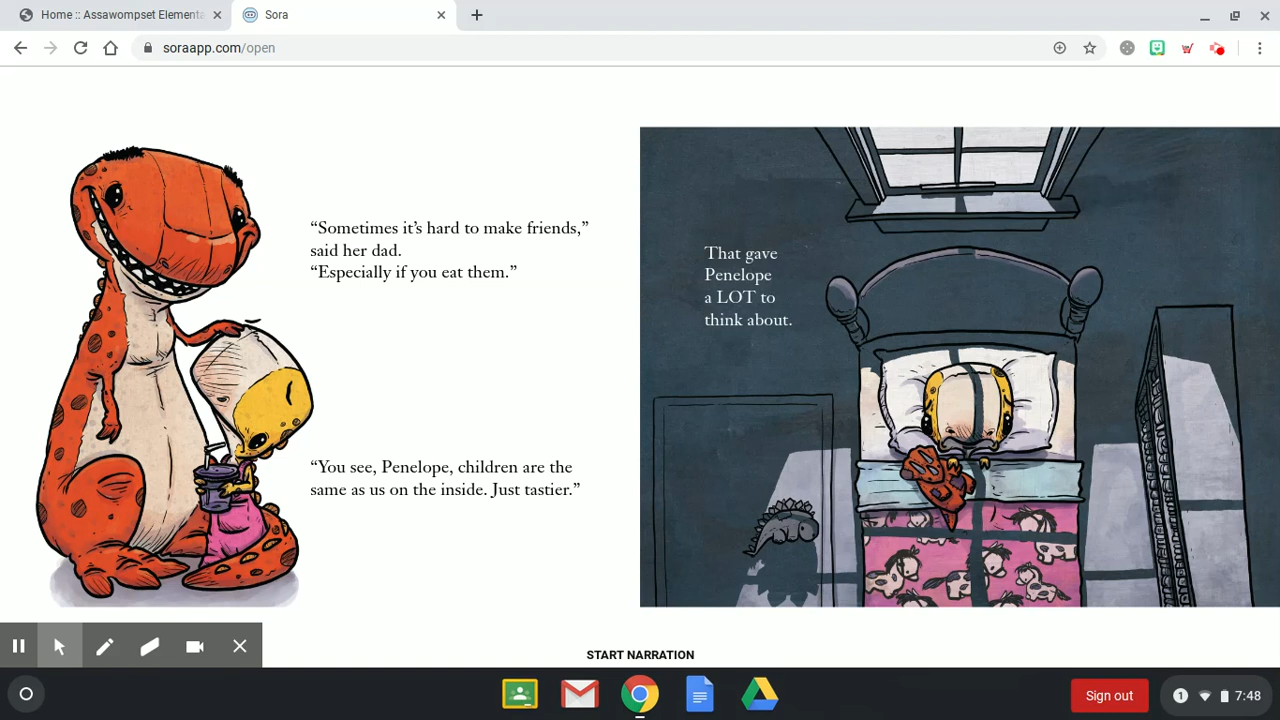 Home :: Assawompset Elementa
Sora
soraapp.com/open
“Sometimes it’s hard to make friends,”
said her dad.
“Especially if you eat them.”
“You see, Penelope, children are the
same as us on the inside. Just tastier.”
That gave
Penelope
a LOT to
think about.
START NARRATION
Sign out
1
7:48